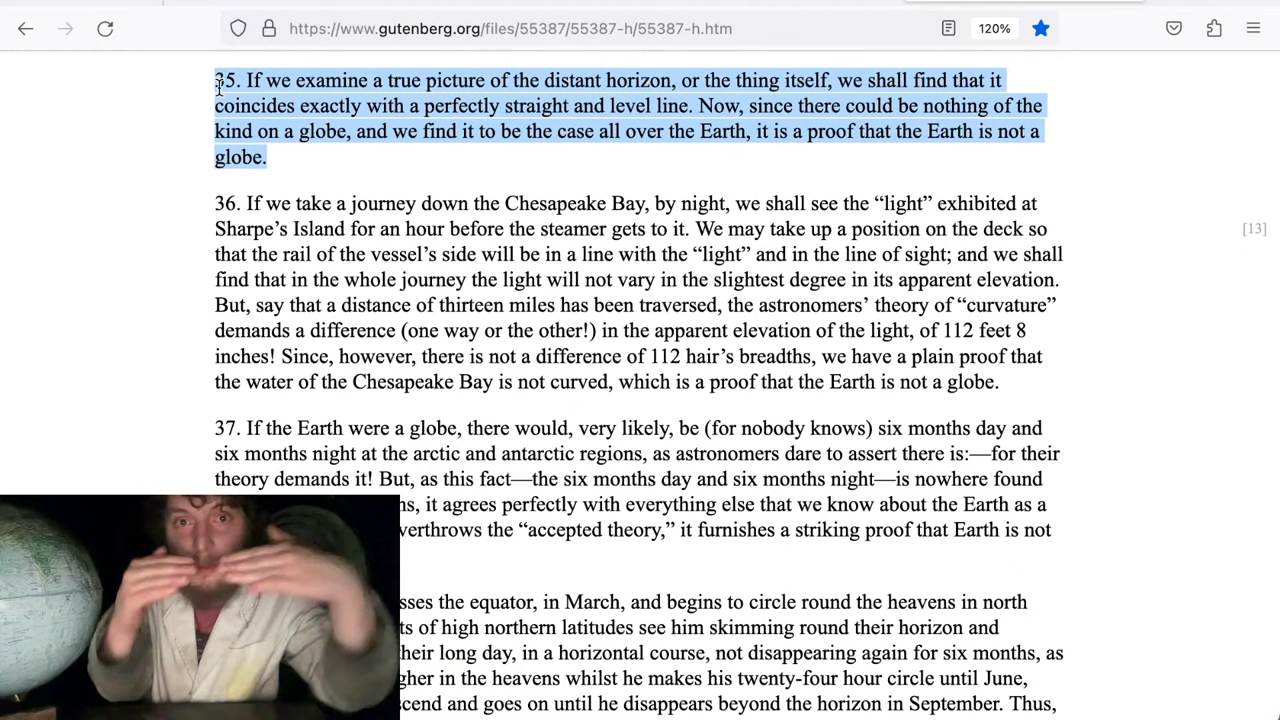 https://www.gutenberg.org/files/55387-h/55387-h.htm
120%
35. If we examine a true picture of the distant horizon, or the thing itself, we shall find that it
coincides exactly with a perfectly straight and level line. Now, since there could be nothing of the
kind on a globe, and we find it to be the case all over the Earth, it is a proof that the Earth is not a
globe.
36. If we take a journey down the Chesapeake Bay, by night, we shall see the “light” exhibited at
Sharpe’s Island for an hour before the steamer gets to it. We may take up a position on the deck so
[13]
that the rail of the vessel’s side will be in a line with the “light” and in the line of sight; and we shall
find that in the whole journey the light will not vary in the slightest degree in its apparent elevation.
But, say that a distance of thirteen miles has been traversed, the astronomers’ theory of “curvature”
demands a difference (one way or the other!) in the apparent elevation of the light, of 112 feet 8
inches! Since, however, there is not a difference of 112 hair’s breadths, we have a plain proof that
the water of the Chesapeake Bay is not curved, which is a proof that the Earth is not a globe.
37. If the Earth were a globe, there would, very likely, be (for nobody knows) six months day and
six months night at the arctic and antarctic regions, as astronomers dare to assert there is:—for their
theory demands it! But, as this fact—the six months day and six months night—is nowhere found
ns, it agrees perfectly with everything else that we know about the Earth as a
verthrows the “accepted theory,” it furnishes a striking proof that Earth is not
sses the equator, in March, and begins to circle round the heavens in north
ts of high northern latitudes see him skimming round their horizon and
their long day, in a horizontal course, not disappearing again for six months, as
gher in the heavens whilst he makes his twenty-four hour circle until June,
scend and goes on until he disappears beyond the horizon in September. Thus,